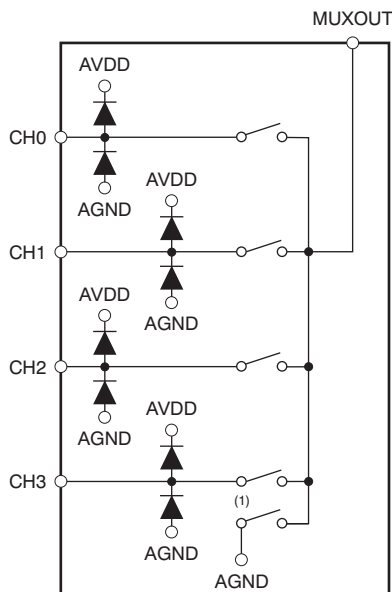 MUXOUT
AVDD
CH0
AVDD
AGND
CH1
AVDD
AGND
CH2
AVDD
AGND
CH3
(1)
AGND
AGND